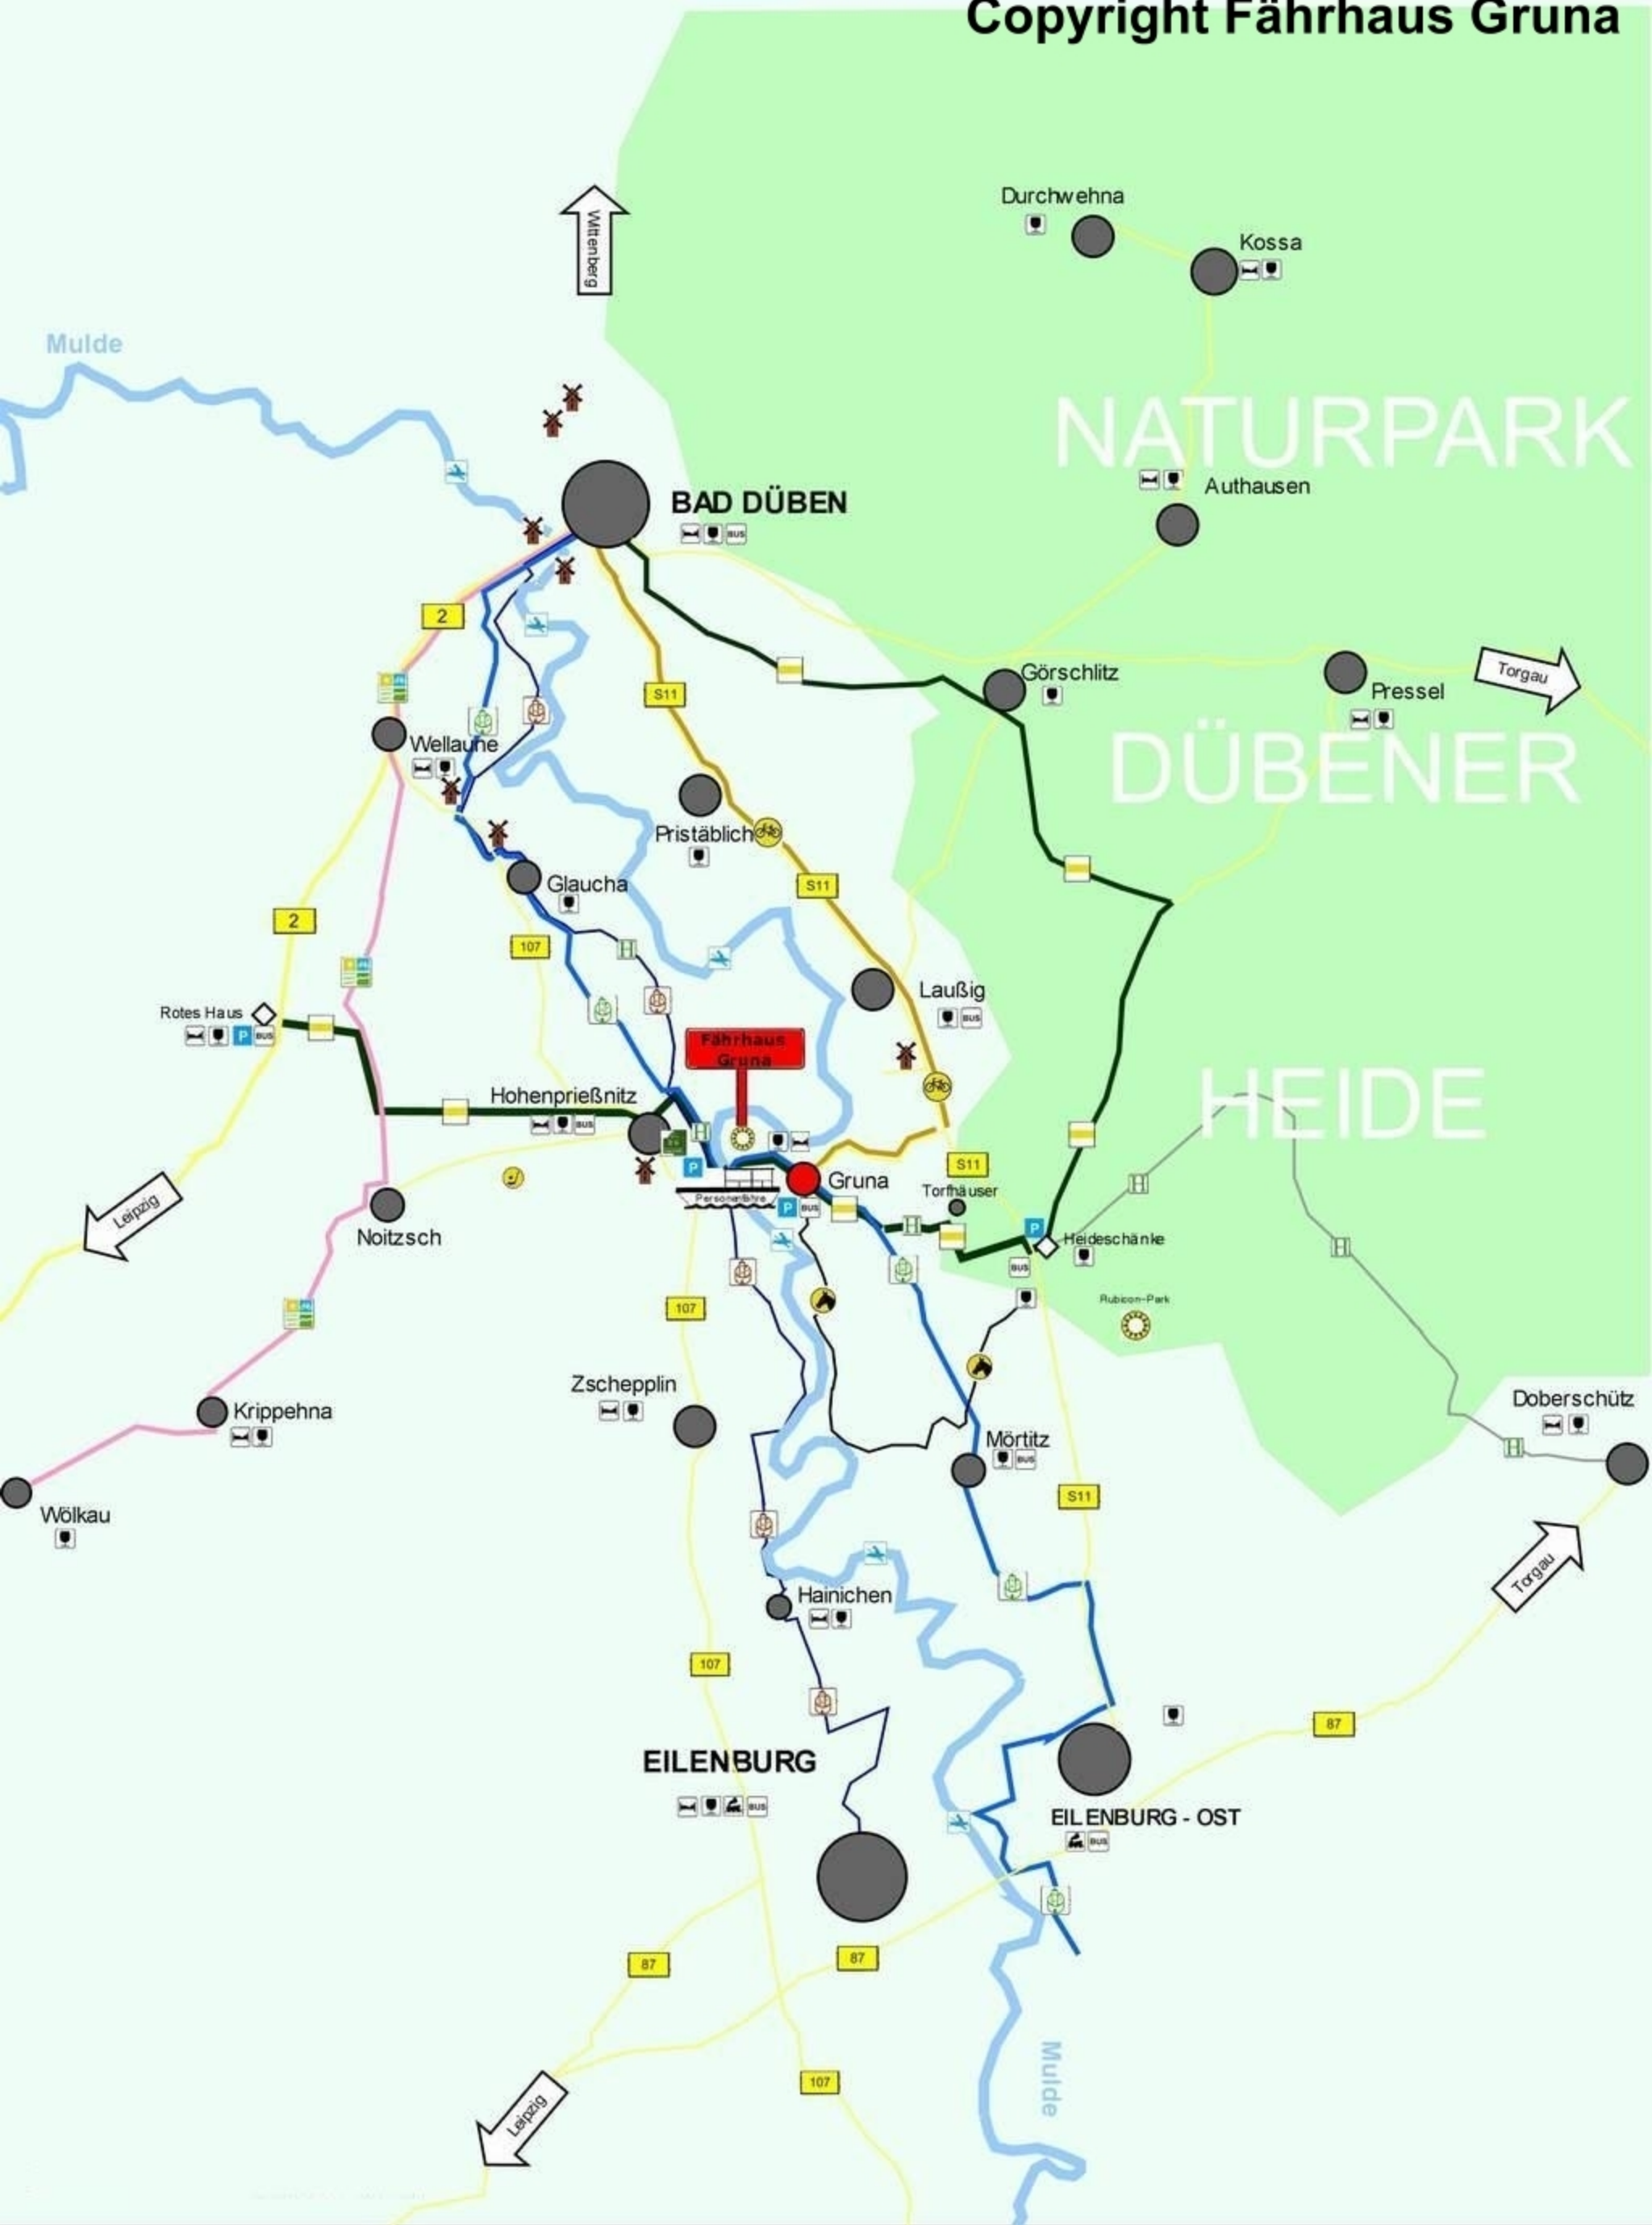 Copyright Fährhaus Gruna
Durchwehna
Kossa
Wittenberg
Mulde
NATURPARK
Authausen
BAD DÜBEN
BUS
2
Görschlitz
Torgau
Pressel
S11
Wellaune
DÜBENER
Pristäblich
Glaucha
S11
2
107
Laußig
BUS
Rotes Haus
P
BUS
Fährhaus
Gruna
HEIDE
Hohenprießnitz
BUS
P
S11
Gruna
Torfhäuser
Personenfähre
P
BUS
Leipzig
P
Heideschänke
Noitzsch
BUS
Rubicon-Park
107
Zschepplin
Doberschütz
Krippehna
Mörtitz
BUS
S11
Wölkau
Torgau
Hainichen
107
87
EILENBURG
BUS
EILENBURG - OST
BUS
87
87
Mulde
107
Leipzig